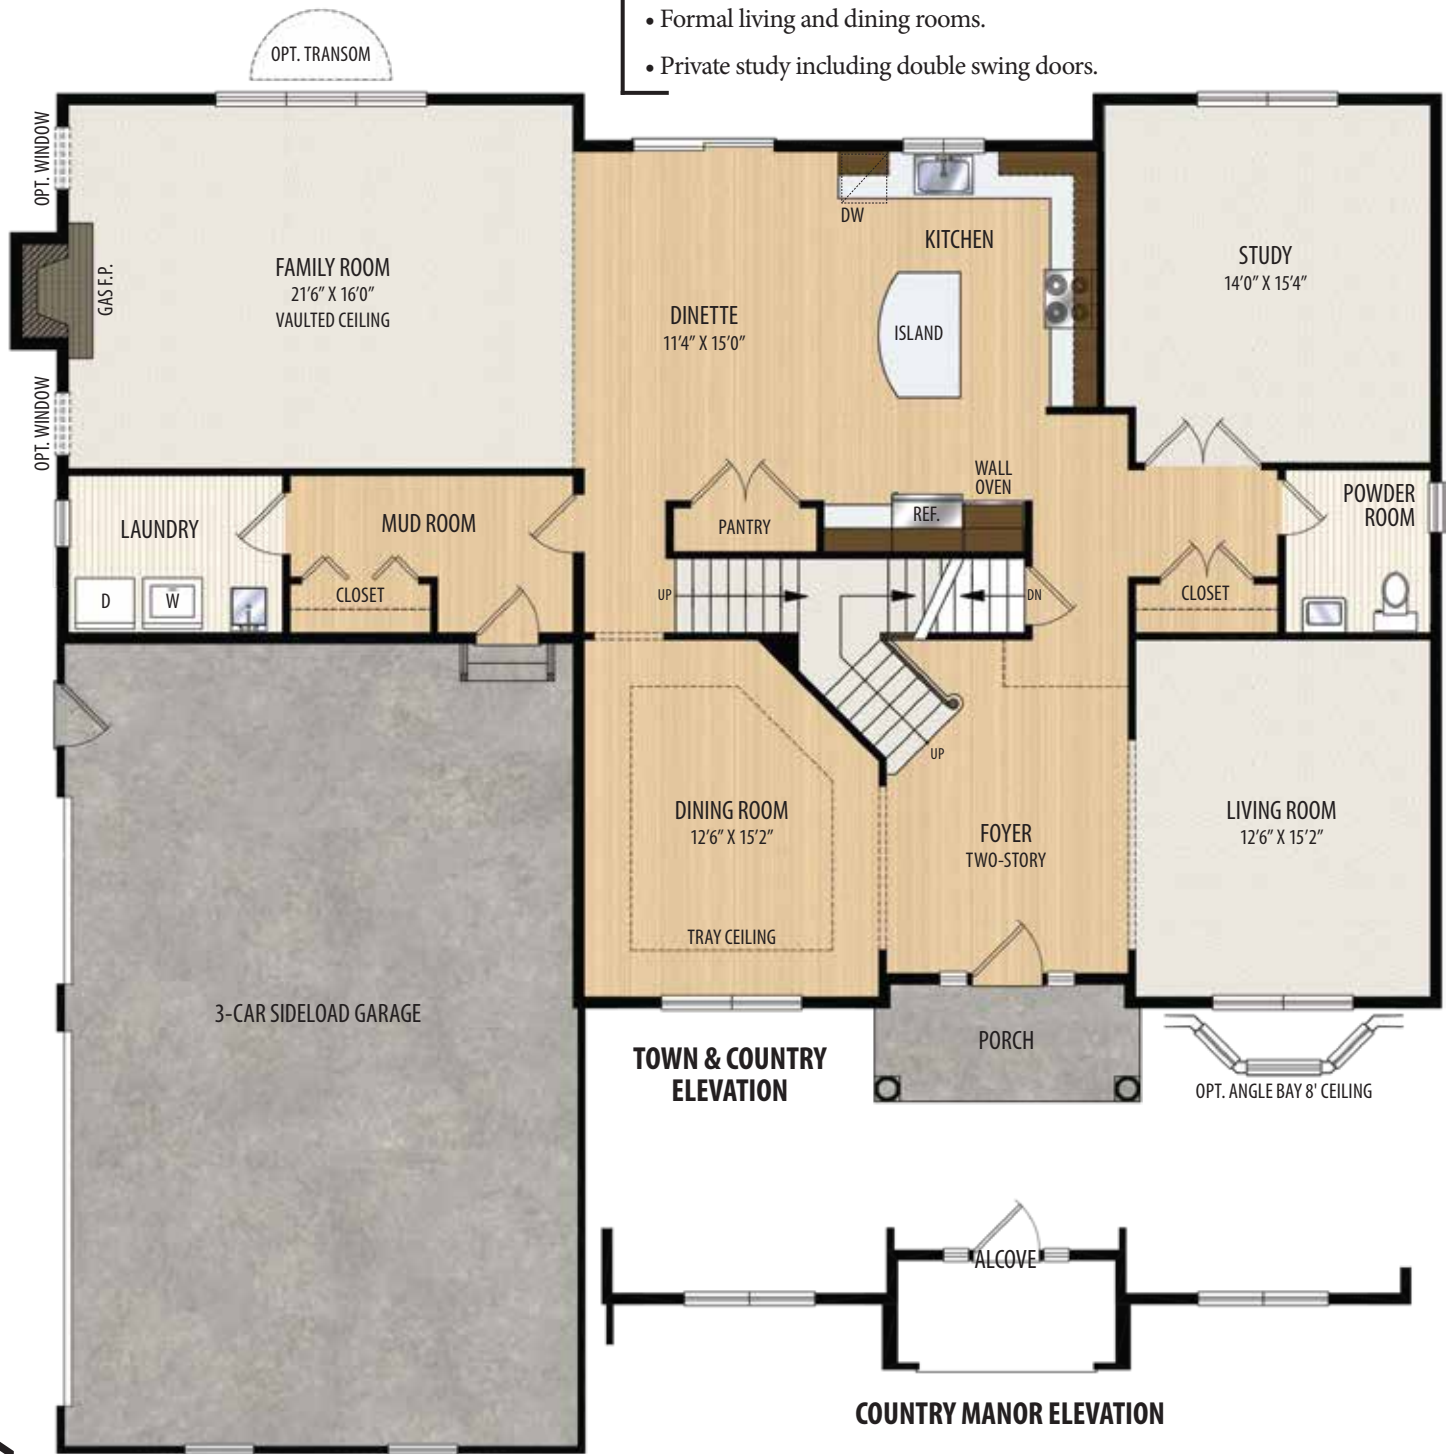 • Formal living and dining rooms.
• Private study including double swing doors.
OPT. TRANSOM
OPT. WINDOW
GAS F.P.
OPT. WINDOW
FAMILY ROOM
21'6" X 16'0"
VAULTED CEILING
DINETTE
11'4" X 15'0"
DW
KITCHEN
ISLAND
STUDY
14'0" X 15'4"
LAUNDRY
D
W
MUD ROOM
CLOSET
PANTRY
REF.
WALL
OVEN
POWDER
ROOM
CLOSET
UP
DN
UP
DINING ROOM
12'6" X 15'2"
TRAY CEILING
FOYER
TWO-STORY
LIVING ROOM
12'6" X 15'2"
3-CAR SIDELOAD GARAGE
PORCH
TOWN & COUNTRY
ELEVATION
OPT. ANGLE BAY 8' CEILING
ALCOVE
COUNTRY MANOR ELEVATION